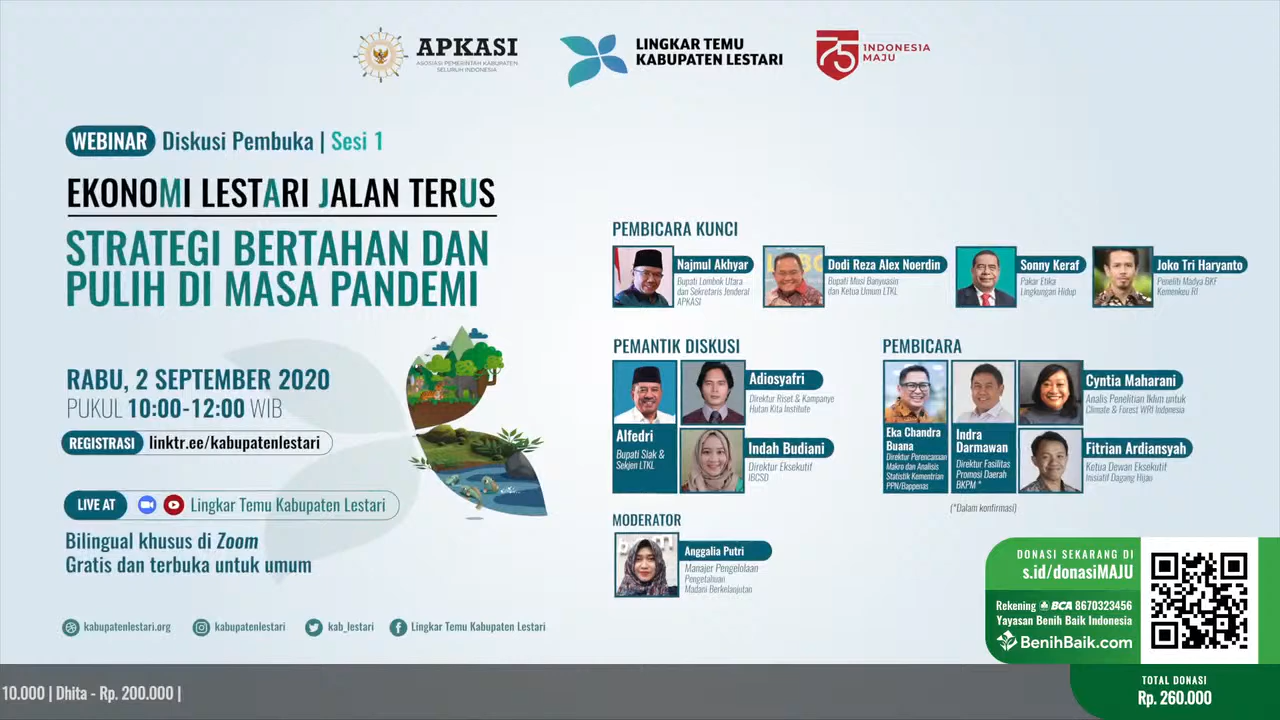 APKASI
ASOSIASI PEMERINTAH KABUPATEN
SELURUH INDONESIA
LINGKAR TEMU
KABUPATEN LESTARI
75
INDONESIA
MAJU
WEBINAR Diskusi Pembuka | Sesi 1
EKONOMI LESTARI JALAN TERUS
STRATEGI BERTAHAN DAN
PULIH DI MASA PANDEMI
RABU, 2 SEPTEMBER 2020
PUKUL 10:00-12:00 WIB
REGISTRASI linktr.ee/kabupatenlestari
LIVE AT Lingkar Temu Kabupaten Lestari
Bilingual khusus di Zoom
Gratis dan terbuka untuk umum
kabupatenlestari.org kabupatenlestari kab_lestari Lingkar Temu Kabupaten Lestari
PEMBICARA KUNCI
Najmul Akhyar
Bupati Lombok Utara
dan Sekretaris Jenderal
APKASI
Dodi Reza Alex Noerdin
Bupati Musi Banyuasin
dan Ketua Umum LTKL
Sonny Keraf
Pakar Etika
Lingkungan Hidup
Joko Tri Haryanto
Peneliti Madya BKF
Kemenkeu RI
PEMANTIK DISKUSI
Alfedri
Bupati Siak &
Sekjen LTKL
Adiosyafri
Direktur Riset & Kampanye
Hutan Kita Institute
Indah Budiani
Direktur Eksekutif
IBCSD
PEMBICARA
Eka Chandra
Buana
Direktur Perencanaan
Makro dan Analisis
Statistik Kementrian
PPN/Bappenas
Indra
Darmawan
Direktur Fasilitas
Promosi Daerah
BKPM *
(*Dalam konfirmasi)
Cyntia Maharani
Analis Penelitian Iklim untuk
Climate & Forest WRI Indonesia
Fitrian Ardiansyah
Ketua Dewan Eksekutif
Inisiatif Dagang Hijau
MODERATOR
Anggalia Putri
Manajer Pengelolaan
Pengetahuan
Madani Berkelanjutan
DONASI SEKARANG DI
s.id/donasiMAJU
Rekening BCA 8670323456
Yayasan Benih Baik Indonesia
BenihBaik.com
TOTAL DONASI
Rp. 260.000
10.000 | Dhita - Rp. 200.000 |